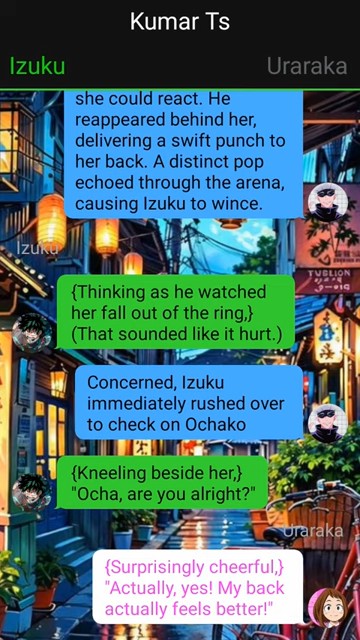 Kumar Ts
Izuku
Uraraka
she could react. He
reappeared behind her,
delivering a swift punch to
her back. A distinct pop
echoed through the arena,
causing Izuku to wince.
Izuku
{Thinking as he watched
her fall out of the ring,}
(That sounded like it hurt.)
Concerned, Izuku
immediately rushed over
to check on Ochako
{Kneeling beside her,}
"Ocha, are you alright?"
Uraraka
{Surprisingly cheerful,}
"Actually, yes! My back
actually feels better!"